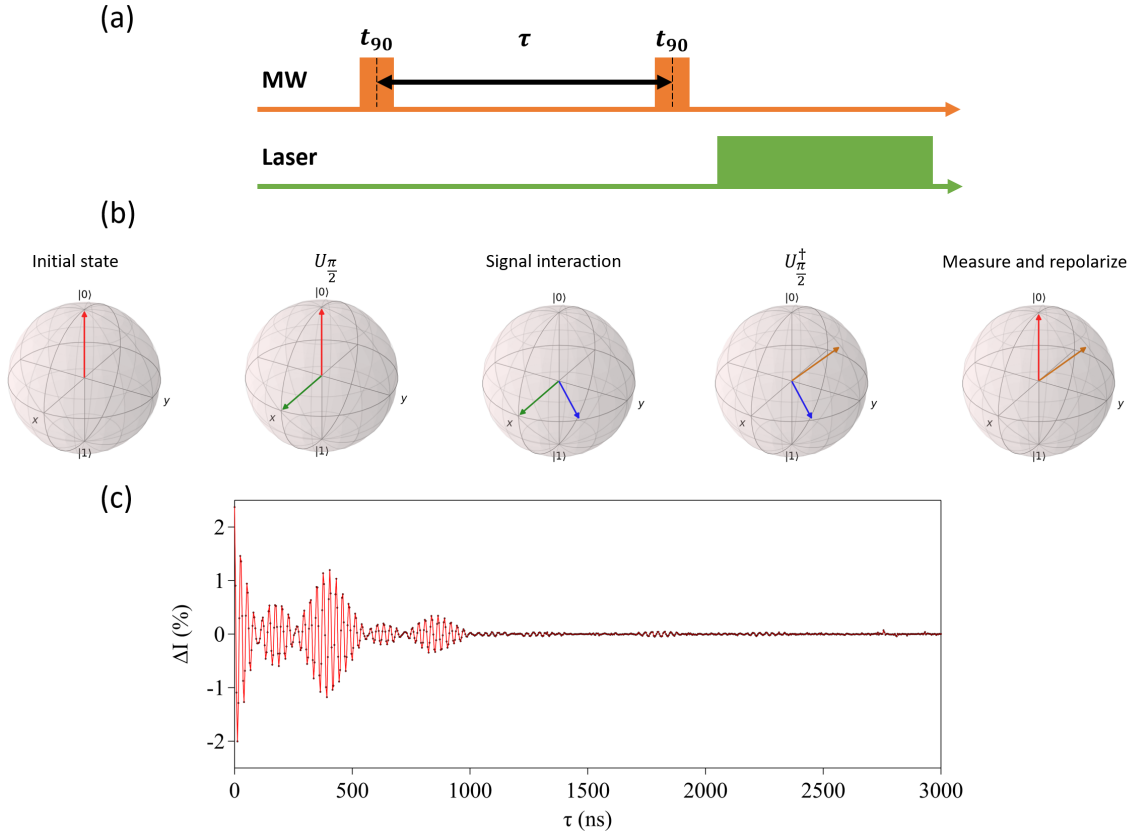 (a)
t₉₀ τ t₉₀
MW
Laser
(b)
Initial state U_{π/2} Signal interaction U†_{π/2} Measure and repolarize
|0⟩ |0⟩ |0⟩ |0⟩ |0⟩
x y x y x y x y x y
|1⟩ |1⟩ |1⟩ |1⟩ |1⟩
(c)
2
1
0
-1
-2
ΔI (%)
0 500 1000 1500 2000 2500 3000
τ (ns)